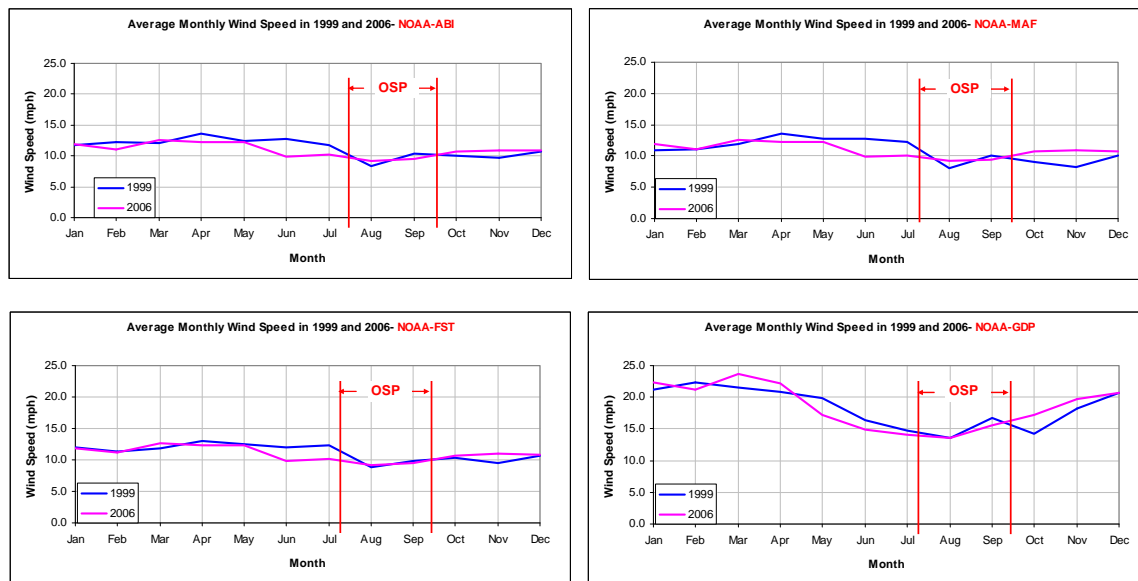 Average Monthly Wind Speed in 1999 and 2006- NOAA-ABI
25.0
20.0
15.0
10.0
5.0
0.0
Wind Speed (mph)
OSP
1999
2006
Jan Feb Mar Apr May Jun Jul Aug Sep Oct Nov Dec
Month
Average Monthly Wind Speed in 1999 and 2006- NOAA-MAF
25.0
20.0
15.0
10.0
5.0
0.0
Wind Speed (mph)
OSP
1999
2006
Jan Feb Mar Apr May Jun Jul Aug Sep Oct Nov Dec
Month
Average Monthly Wind Speed in 1999 and 2006- NOAA-FST
25.0
20.0
15.0
10.0
5.0
0.0
Wind Speed (mph)
OSP
1999
2006
Jan Feb Mar Apr May Jun Jul Aug Sep Oct Nov Dec
Month
Average Monthly Wind Speed in 1999 and 2006- NOAA-GDP
25.0
20.0
15.0
10.0
5.0
0.0
Wind Speed (mph)
OSP
1999
2006
Jan Feb Mar Apr May Jun Jul Aug Sep Oct Nov Dec
Month